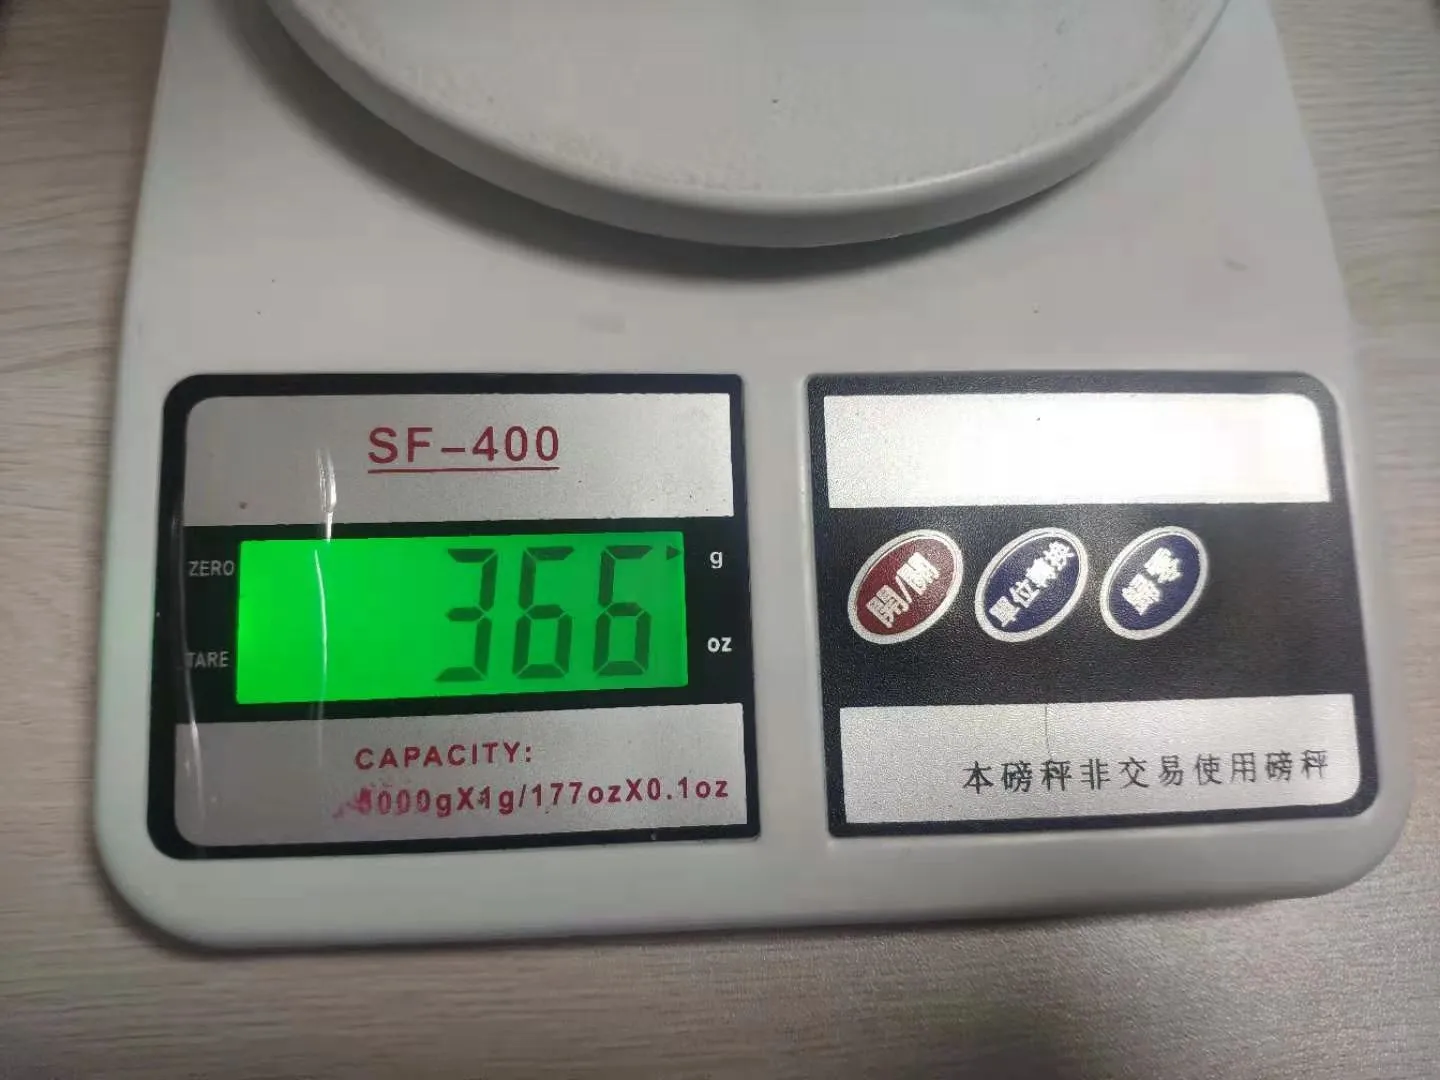 SF-400
ZERO
366
g
TARE
oz
CAPACITY:
000gX1g/177ozX0.1oz
開/關
單位轉換
歸零
本磅秤非交易使用磅秤